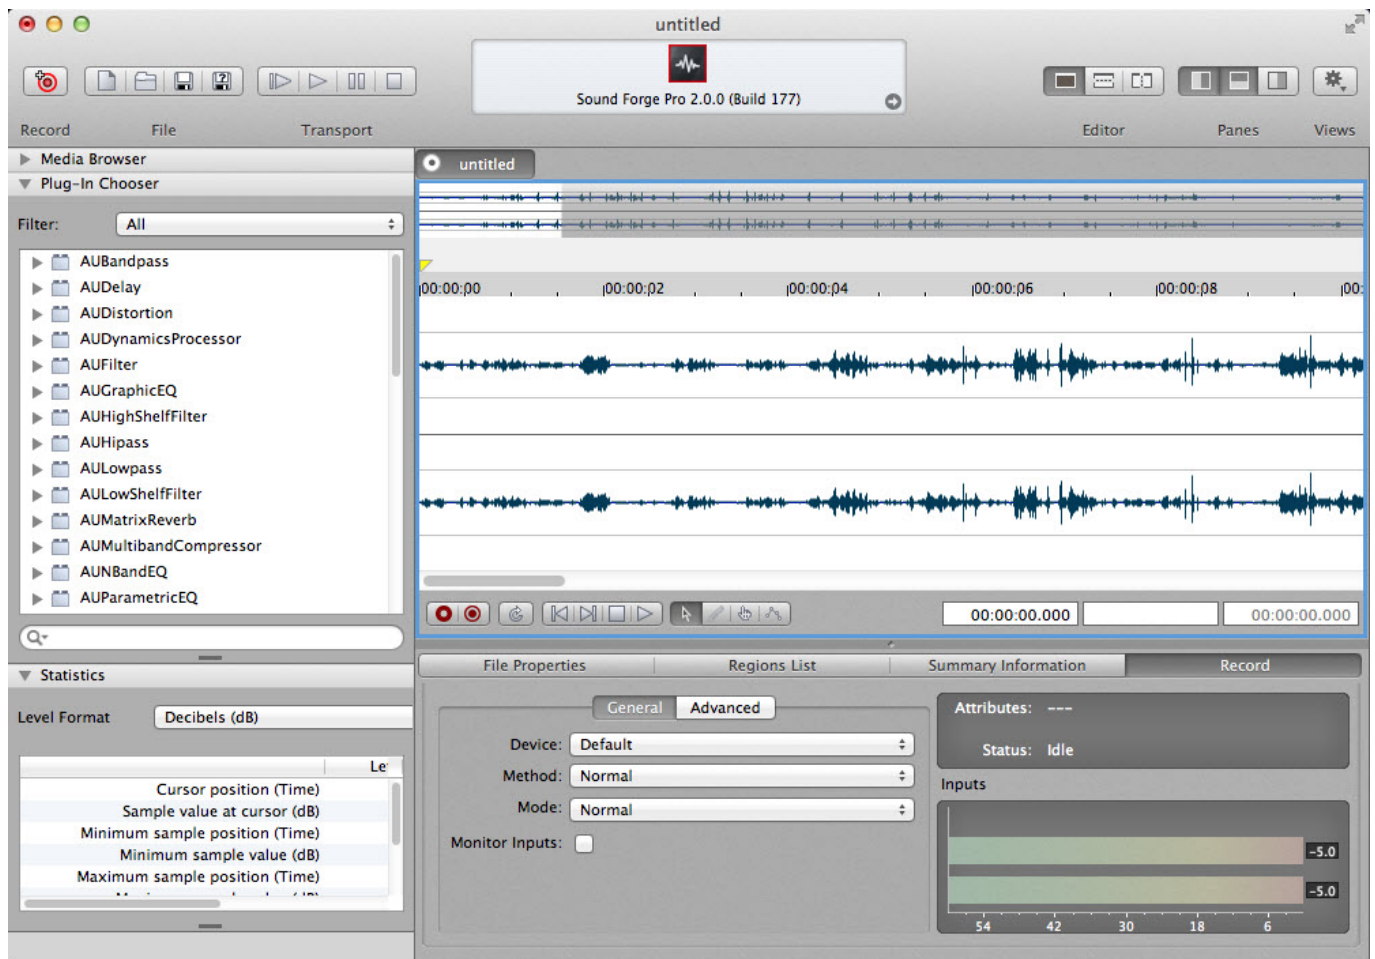 untitled
Sound Forge Pro 2.0.0 (Build 177)
Record
File
Transport
Editor
Panes
Views
Media Browser
Plug-In Chooser
Filter:
All
AUBandpass
AUDelay
AUDistortion
AUDynamicsProcessor
AUFilter
AUGraphicEQ
AUHighShelfFilter
AUHipass
AULowpass
AULowShelfFilter
AUMatrixReverb
AUMultibandCompressor
AUNBandEQ
AUParametricEQ
Statistics
Level Format
Decibels (dB)
Cursor position (Time)
Sample value at cursor (dB)
Minimum sample position (Time)
Minimum sample value (dB)
Maximum sample position (Time)
untitled
00:00:00
00:00:02
00:00:04
00:00:06
00:00:08
00:
00:00:00.000
00:00:00.000
File Properties
Regions List
Summary Information
Record
General
Advanced
Device:
Default
Method:
Normal
Mode:
Normal
Monitor Inputs:
Attributes: ---
Status: Idle
Inputs
-5.0
-5.0
54 42 30 18 6